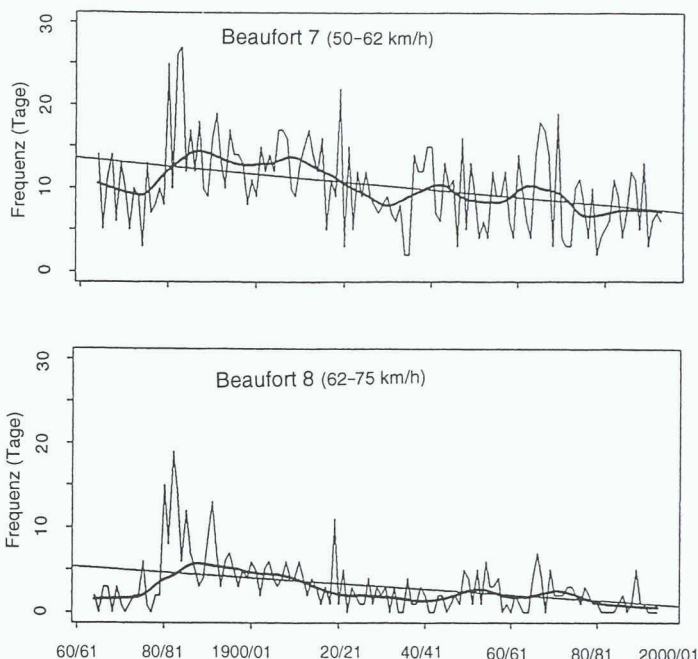 Beaufort 7 (50–62 km/h)
Frequenz (Tage)
30
20
10
0
Beaufort 8 (62–75 km/h)
Frequenz (Tage)
30
20
10
0
60/61 80/81 1900/01 20/21 40/41 60/61 80/81 2000/01